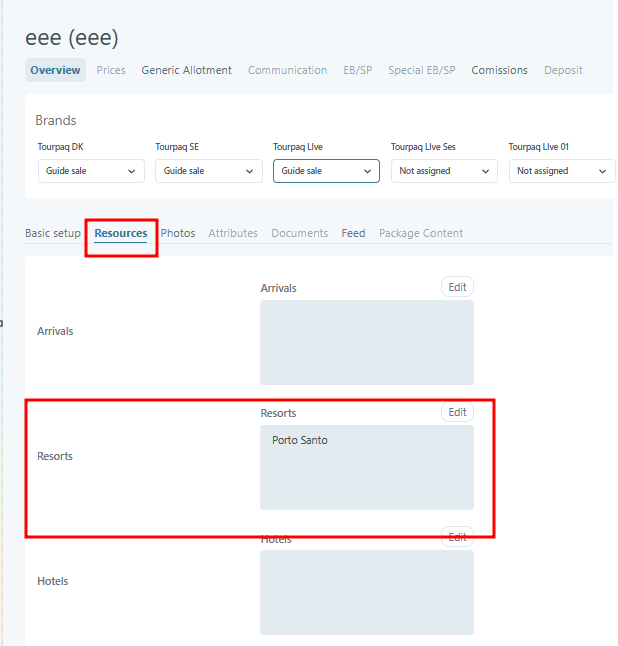 eee (eee)
Overview Prices Generic Allotment Communication EB/SP Special EB/SP Comissions Deposit
Brands
Tourpaq DK Tourpaq SE Tourpaq LIve Tourpaq LIve Ses Tourpaq LIve 01
Guide sale Guide sale Guide sale Not assigned Not assigned
Basic setup Resources Photos Attributes Documents Feed Package Content
Arrivals Edit
Arrivals
Resorts Edit
Porto Santo
Resorts
Hotels Edit
Hotels